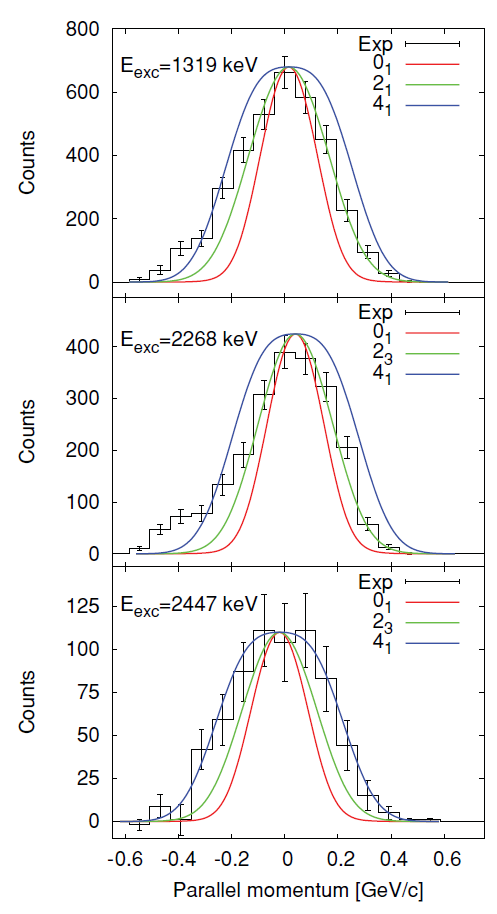 800
600
400
200
0
Counts
E_exc=1319 keV
Exp
0_1
2_1
4_1
400
300
200
100
0
Counts
E_exc=2268 keV
Exp
0_1
2_3
4_1
125
100
75
50
25
0
Counts
E_exc=2447 keV
Exp
0_1
2_3
4_1
-0.6 -0.4 -0.2 0 0.2 0.4 0.6
Parallel momentum [GeV/c]